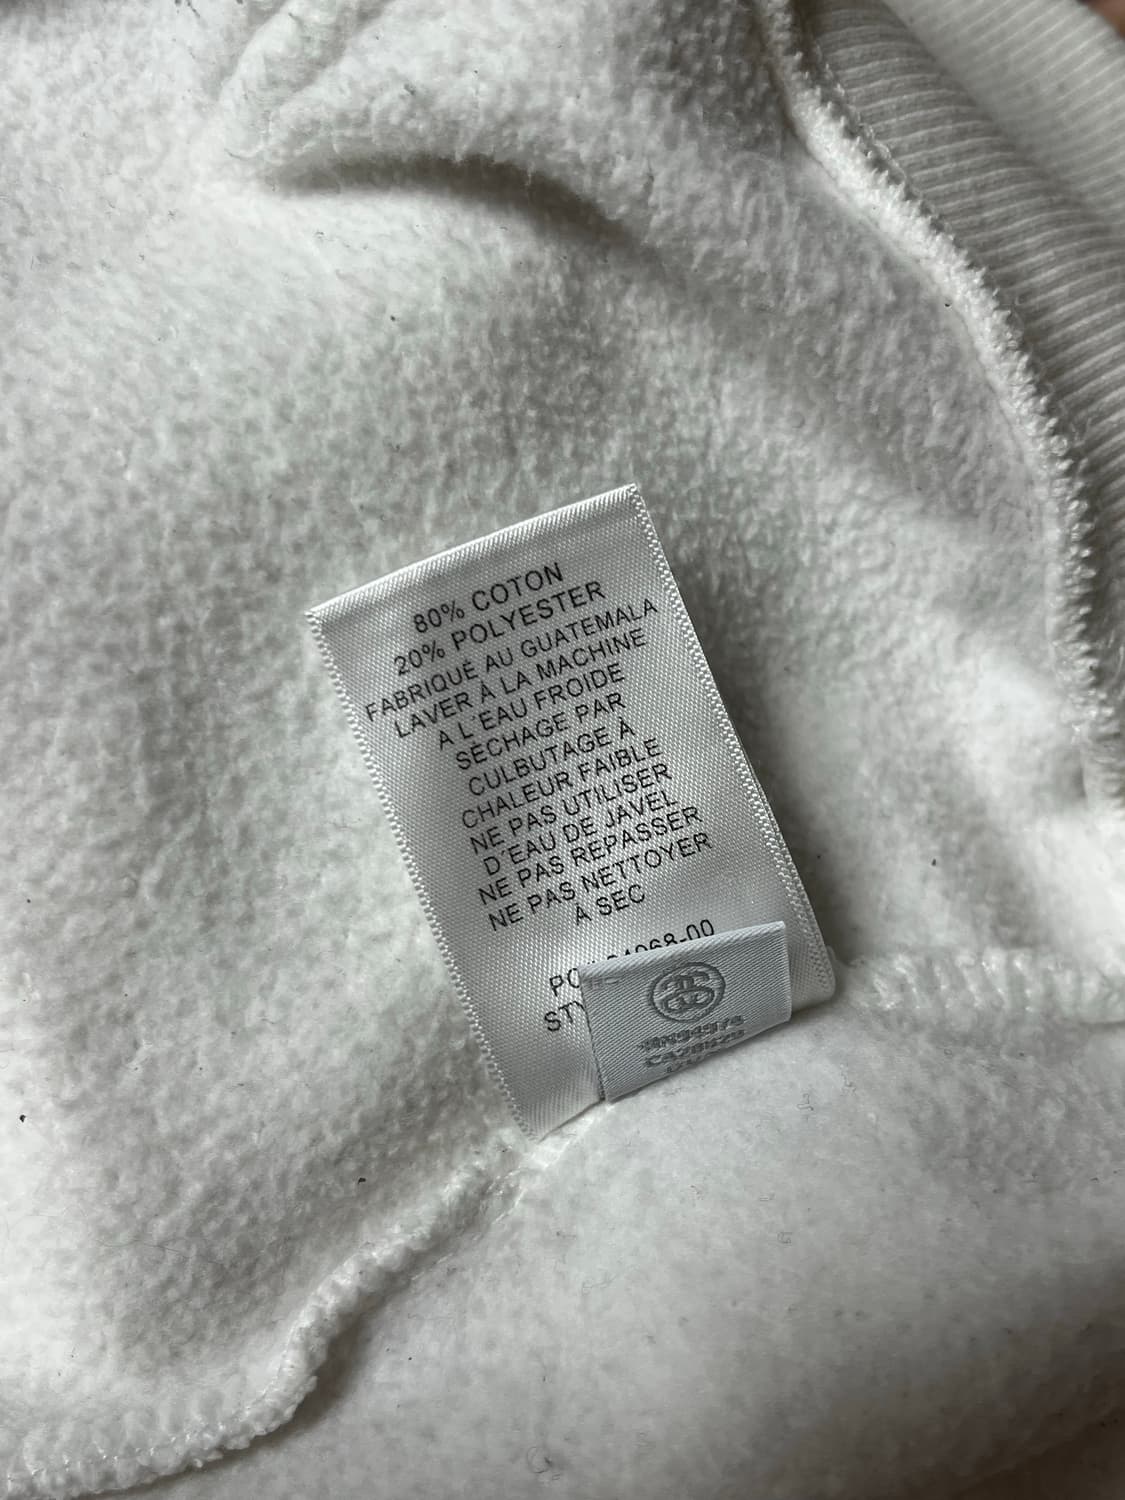 80% COTON
20% POLYESTER
FABRIQUÉ AU GUATEMALA
LAVER À LA MACHINE
A L´EAU FROIDE
SÉCHAGE PAR
CULBUTAGE À
CHALEUR FAIBLE
NE PAS UTILISER
D´EAU DE JAVEL
NE PAS REPASSER
NE PAS NETTOYER
À SEC